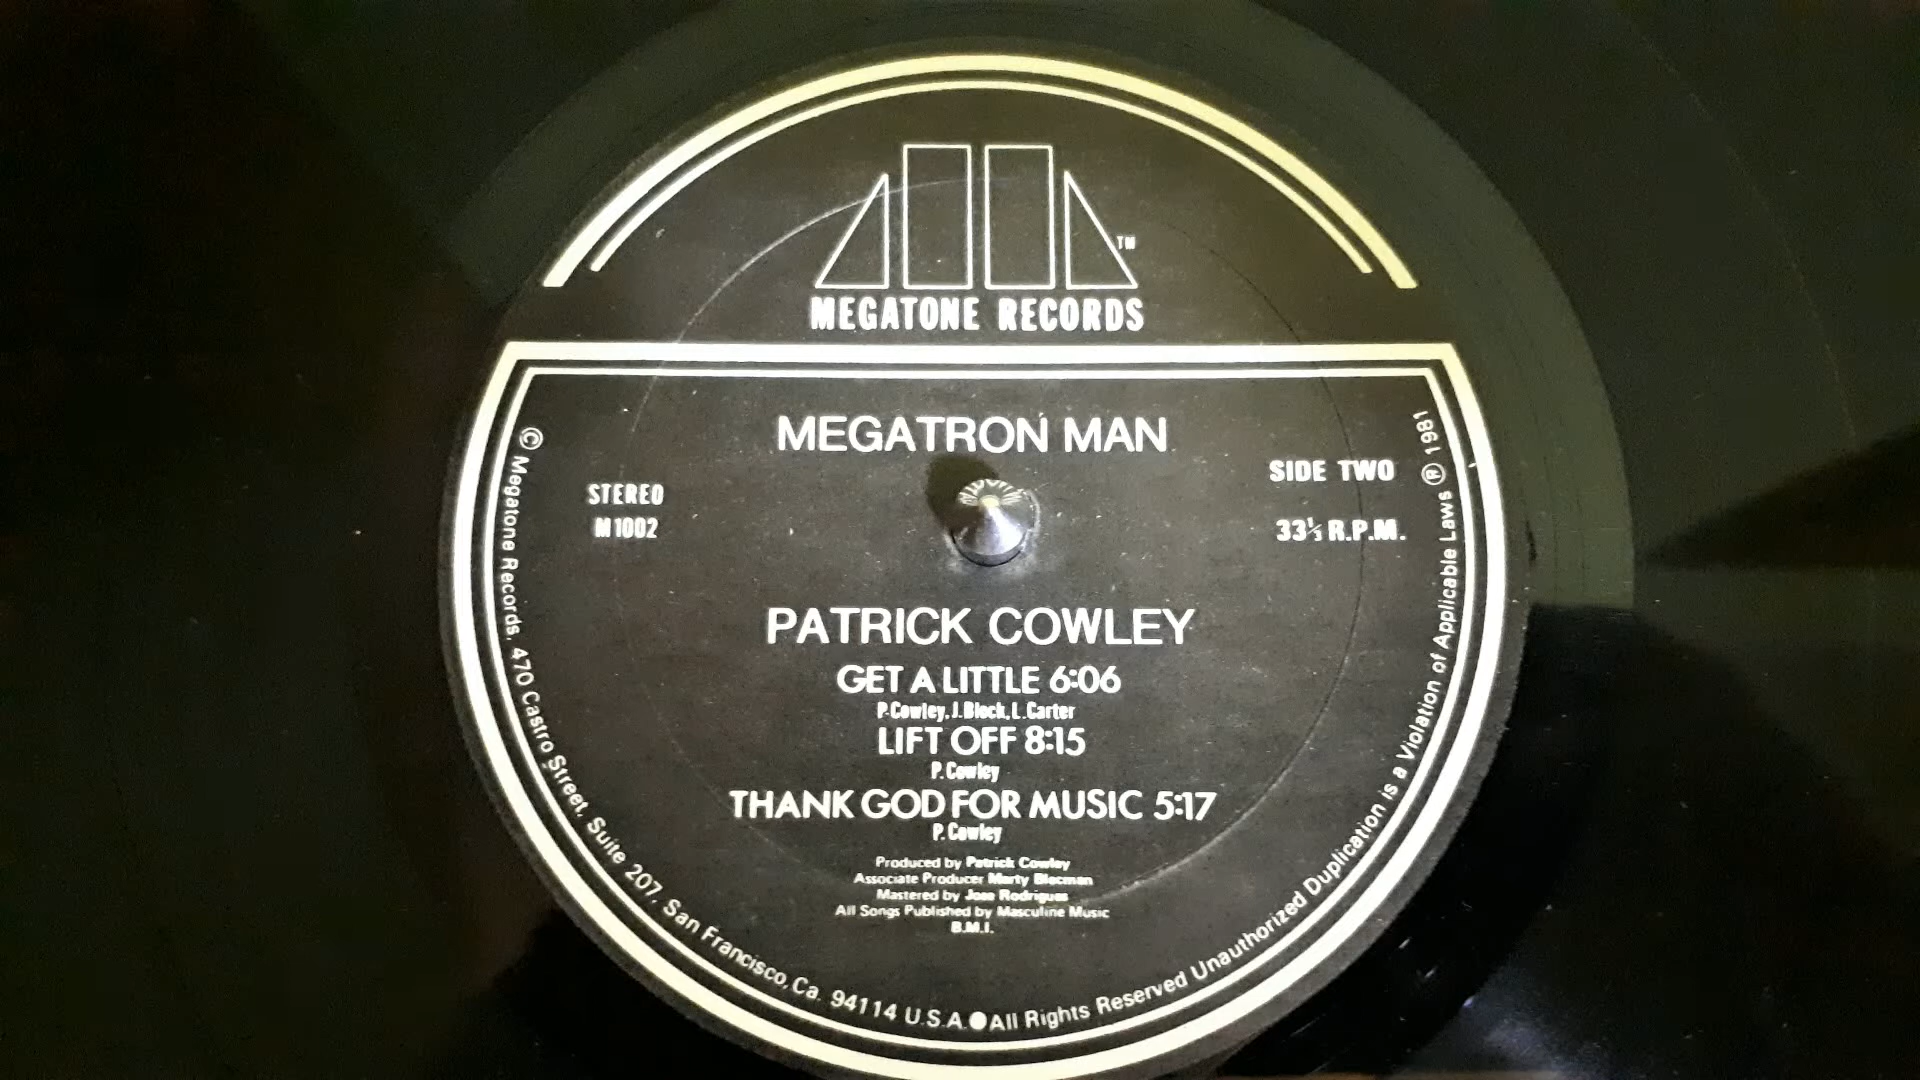 TM
MEGATONE RECORDS
MEGATRON MAN
STEREO
M1002
SIDE TWO
33⅓ R.P.M.
PATRICK COWLEY
GET A LITTLE 6:06
P.Cowley, J.Block, L.Carter
LIFT OFF 8:15
P. Cowley
THANK GOD FOR MUSIC 5:17
P. Cowley
Produced by Patrick Cowley
Associate Producer Marty Blecman
Mastered by Jose Rodrigues
All Songs Published by Masculine Music
B.M.I.
© Megatone Records, 470 Castro Street, Suite 207, San Francisco, Ca. 94114 U.S.A.●All Rights Reserved Unauthorized Duplication is a Violation of Applicable Laws ® 1981